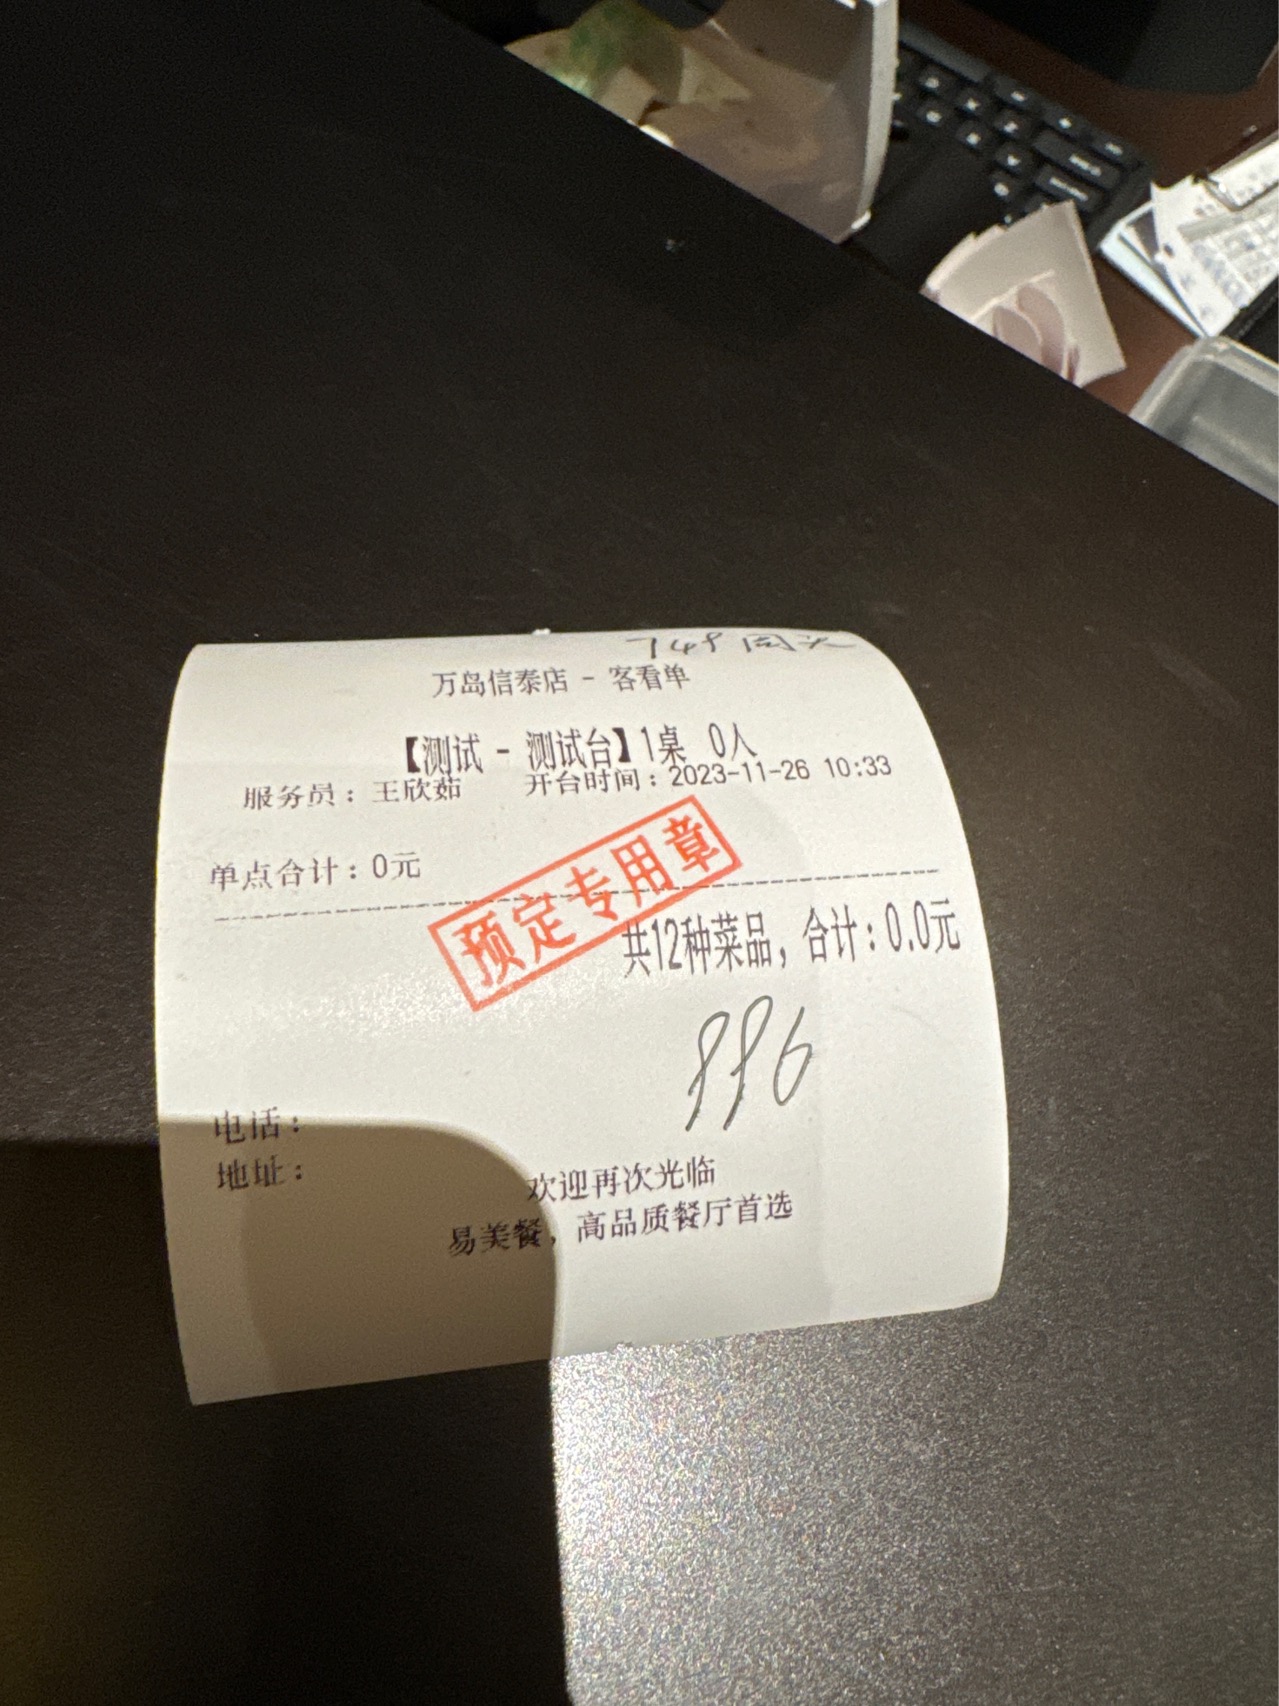 万岛信泰店 - 客看单
【测试 - 测试台】1桌 0人
服务员：王欣茹 开台时间：2023-11-26 10:33
单点合计：0元
预定专用章
共12种菜品，合计：0.0元
996
电话：
地址：
欢迎再次光临
易美餐，高品质餐厅首选